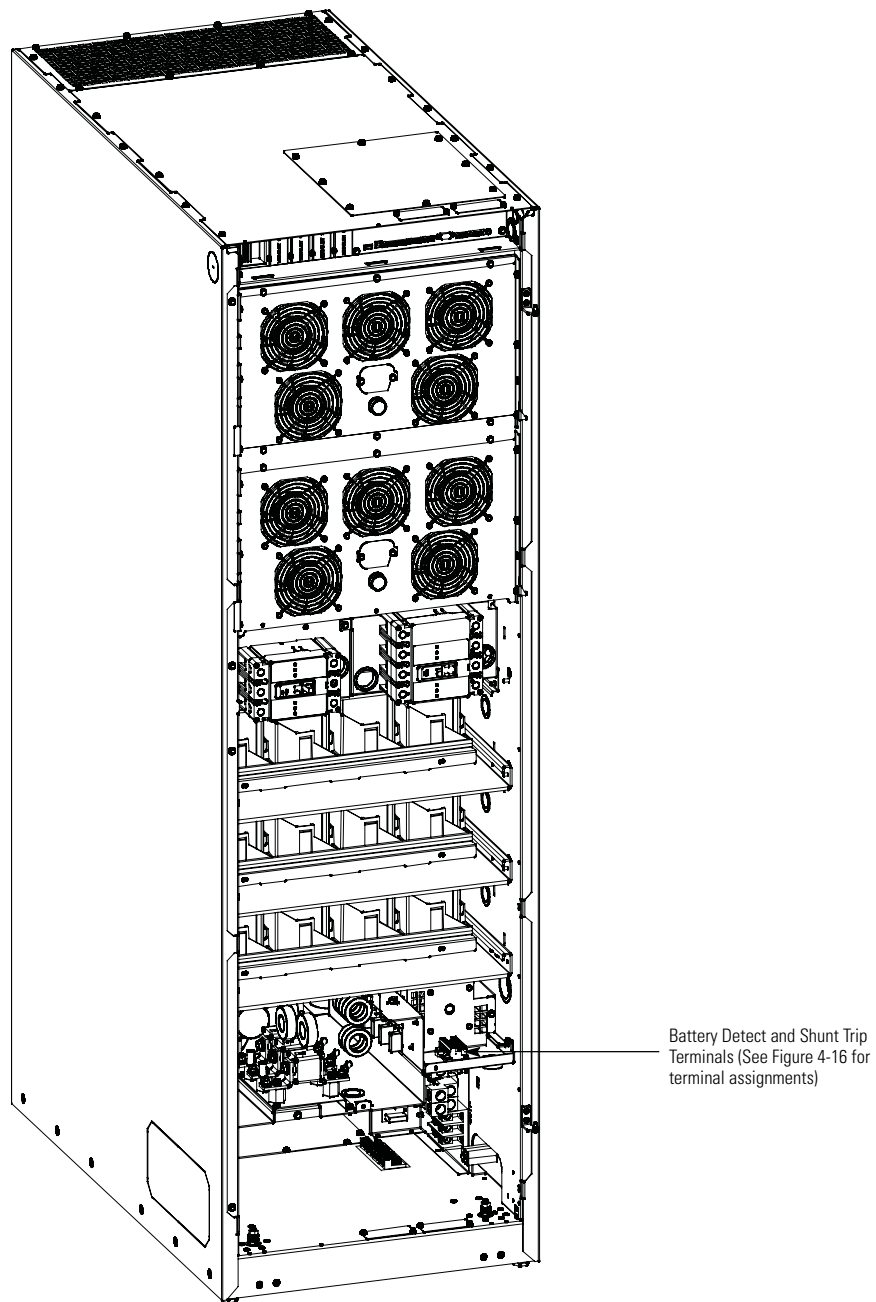 Battery Detect and Shunt Trip
Terminals (See Figure 4-16 for
terminal assignments)